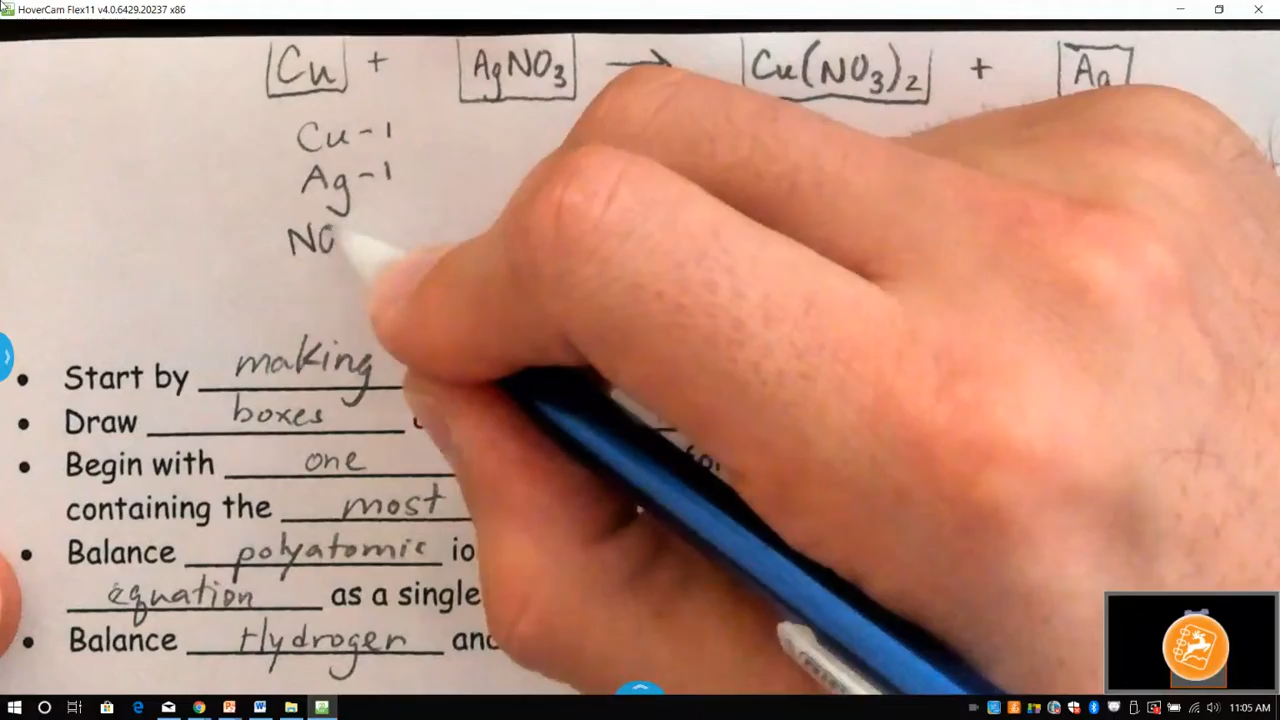 HoverCam Flex11 v4.0.6429.20237 x86
Cu + AgNO3 → Cu(NO3)2 + Ag
Cu - 1
Ag - 1
NO
• Start by making
• Draw boxes
• Begin with one
containing the most
• Balance polyatomic io
equation as a single
• Balance Hydrogen and
11:05 AM